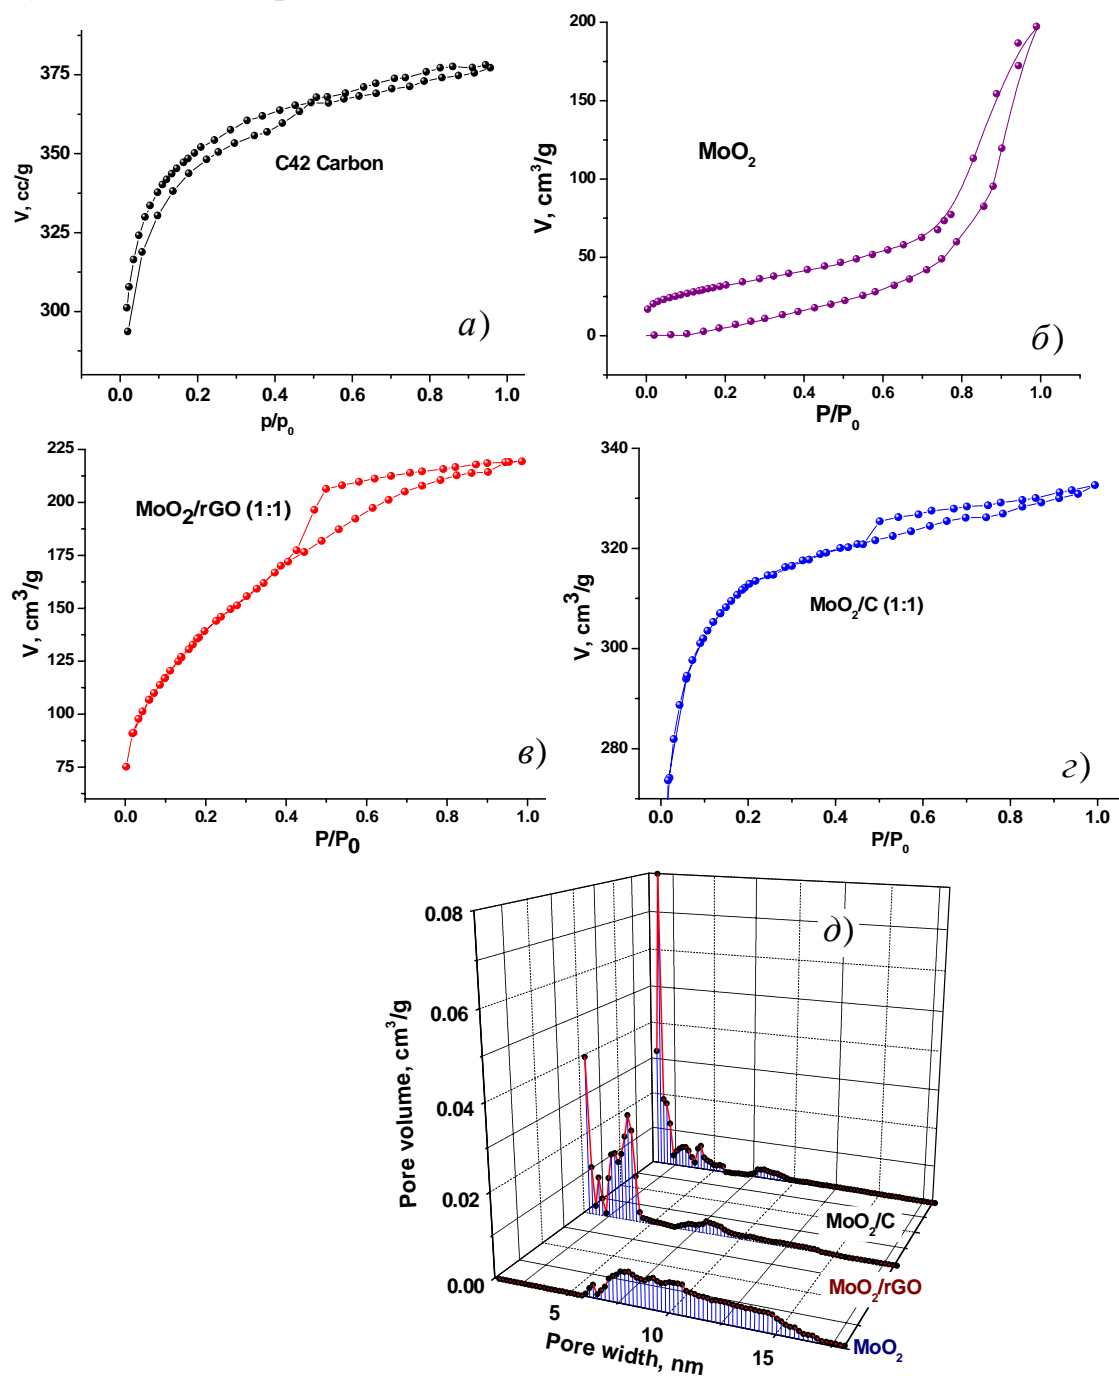 375
350
325
300
V, cc/g
C42 Carbon
а)
0.0 0.2 0.4 0.6 0.8 1.0
p/p0
200
150
100
50
0
V, cm3/g
MoO2
б)
0.0 0.2 0.4 0.6 0.8 1.0
P/P0
225
200
175
150
125
100
75
V, cm3/g
MoO2/rGO (1:1)
в)
0.0 0.2 0.4 0.6 0.8 1.0
P/P0
340
320
300
280
V, cm3/g
MoO2/C (1:1)
г)
0.0 0.2 0.4 0.6 0.8 1.0
P/P0
0.08
0.06
0.04
0.02
0.00
Pore volume, cm3/g
д)
5 10 15
Pore width, nm
MoO2/C
MoO2/rGO
MoO2